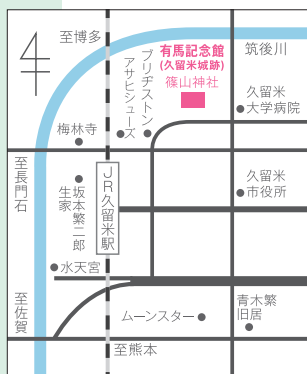 至博多
有馬記念館
(久留米城跡)
篠山神社
筑後川
ブリヂストン
アサヒシューズ
久留米
大学病院
梅林寺
至長門石
JR久留米駅
坂本繁二郎
生家
久留米
市役所
水天宮
至佐賀
ムーンスター
青木繁
旧居
至熊本